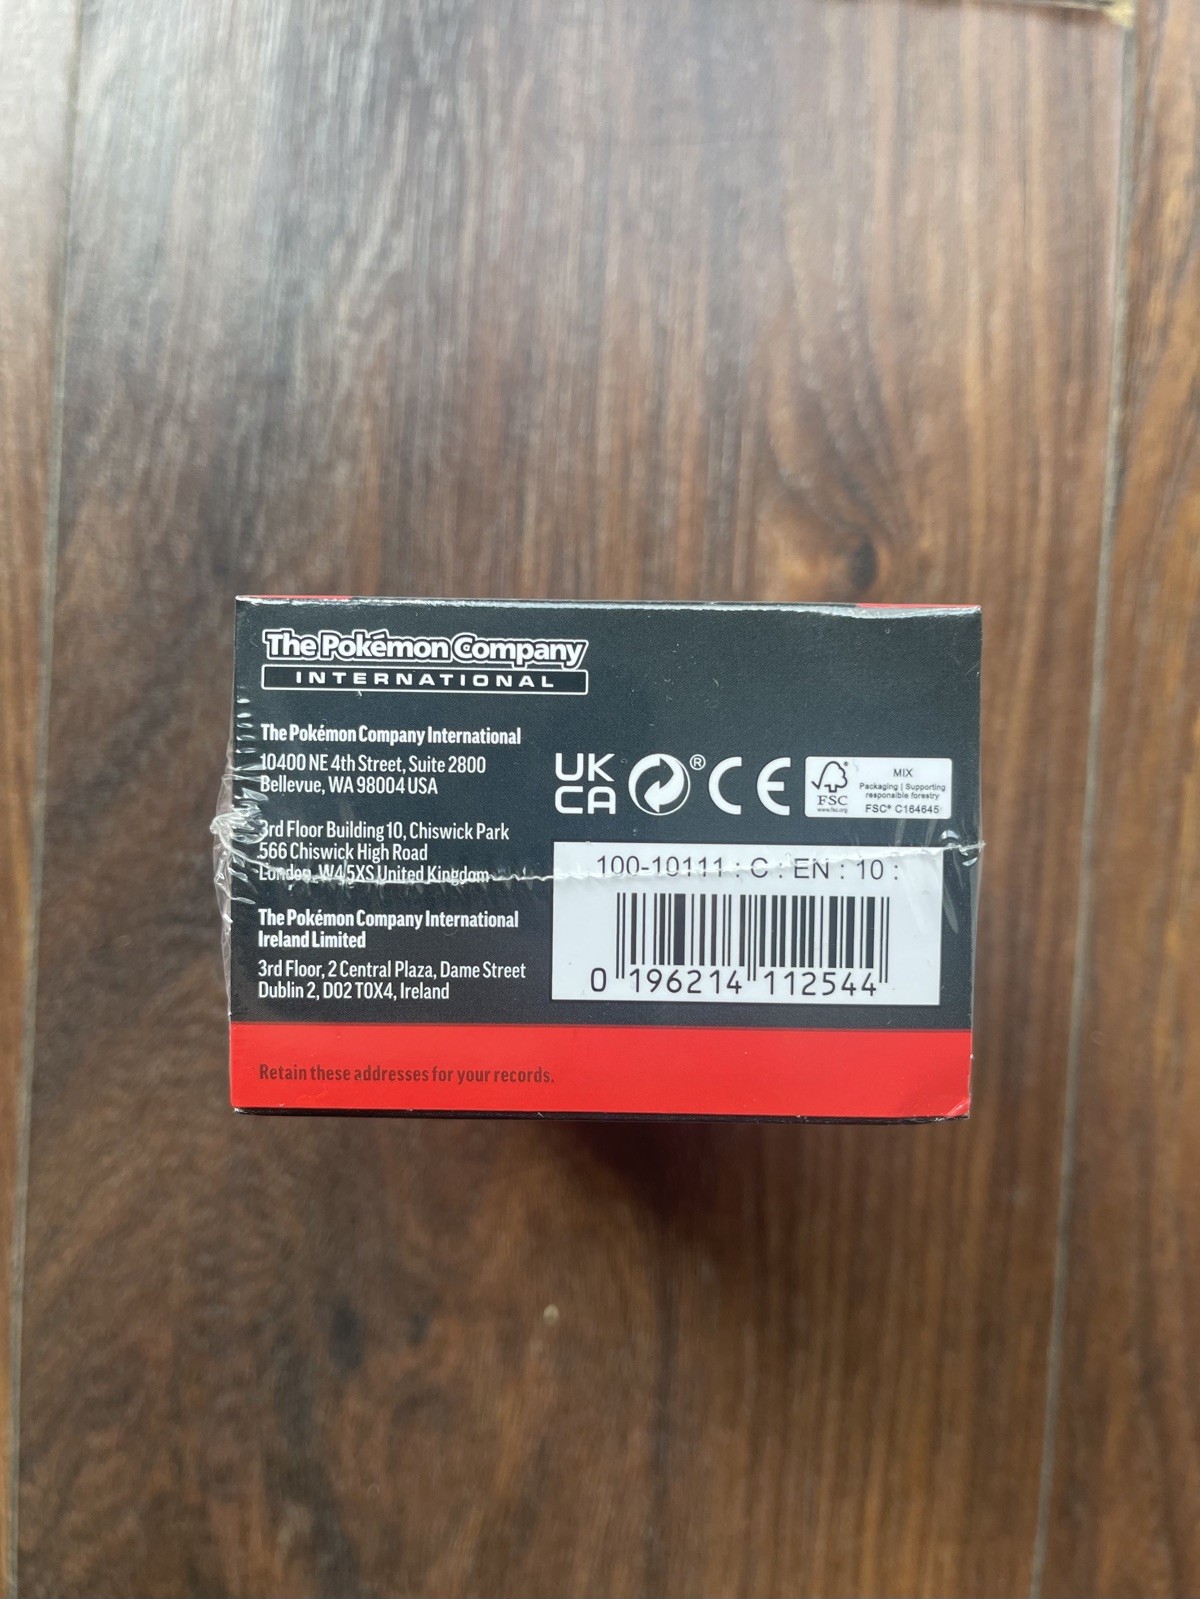 The Pokémon Company
INTERNATIONAL
The Pokémon Company International
10400 NE 4th Street, Suite 2800
Bellevue, WA 98004 USA
3rd Floor Building 10, Chiswick Park
566 Chiswick High Road
London, W4 5XS United Kingdom
The Pokémon Company International
Ireland Limited
3rd Floor, 2 Central Plaza, Dame Street
Dublin 2, D02 T0X4, Ireland
Retain these addresses for your records.
UK
CA
®
CE
FSC
www.fsc.org
MIX
Packaging | Supporting
responsible forestry
FSC® C164645
100-10111 : C : EN : 10 :
0 196214 112544